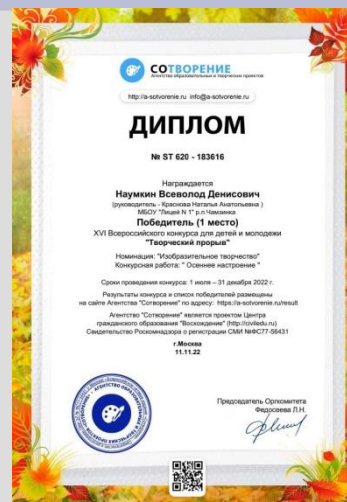 СОТВОРЕНИЕ
Агентство образовательных и творческих проектов
http://a-sotvorenie.ru info@a-sotvorenie.ru
ДИПЛОМ
№ ST 620 - 183616
Награждается
Наумкин Всеволод Денисович
(руководитель - Краснова Наталья Анатольевна )
МБОУ "Лицей N 1" р.п.Чамзинка
Победитель (1 место)
XVI Всероссийского конкурса для детей и молодежи
"Творческий прорыв"
Номинация: "Изобразительное творчество"
Конкурсная работа: " Осеннее настроение "
Сроки проведения конкурса: 1 июля – 31 декабря 2022 г.
Результаты конкурса и список победителей размещены
на сайте Агентства "Сотворение" по адресу: https://a-sotvorenie.ru/result
Агентство "Сотворение" является проектом Центра
гражданского образования "Восхождение" (http://civiledu.ru)
Свидетельство Роскомнадзора о регистрации СМИ №ФС77-56431
г.Москва
11.11.22
Председатель Оргкомитета
Федосеева Л.Н.